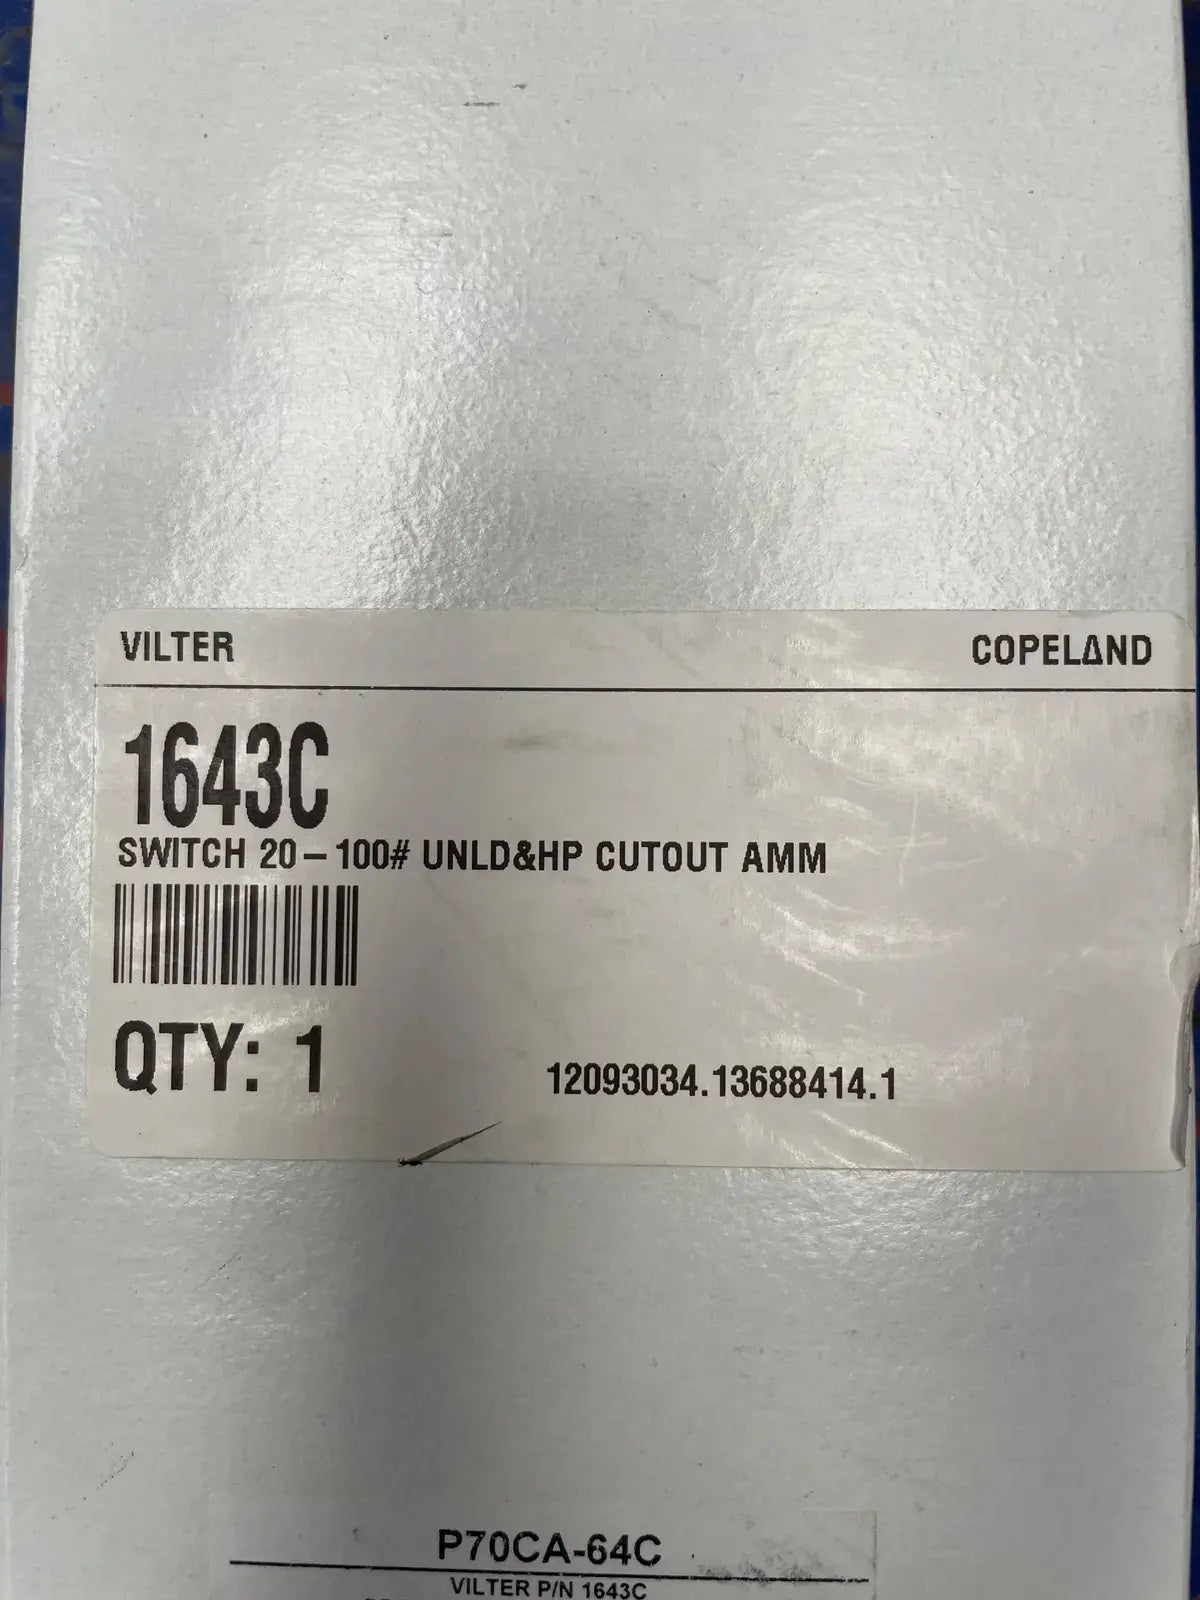 VILTER COPELAND
1643C
SWITCH 20-100# UNLD&HP CUTOUT AMM
QTY: 1 12093034.13688414.1
P70CA-64C
VILTER P/N 1643C